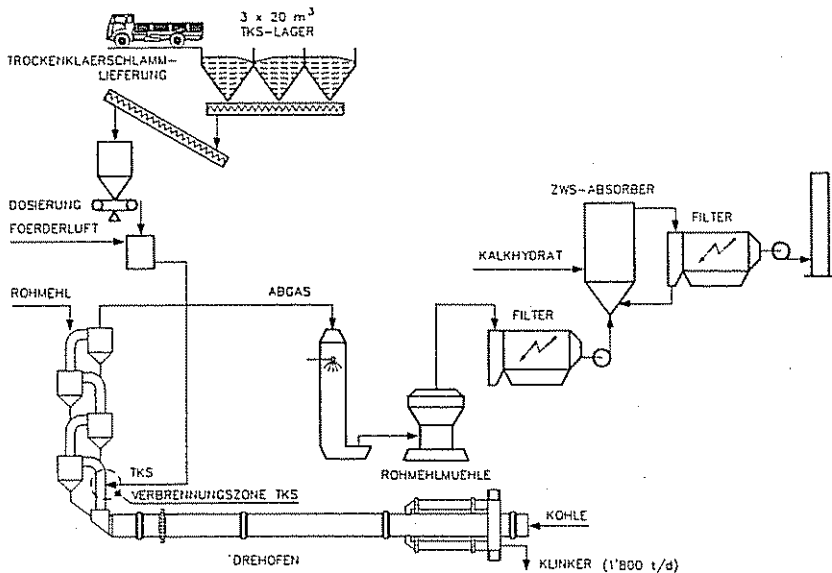 3 x 20 m³
TKS-LAGER
TROCKENKLAERSCHLAMM-
LIEFERUNG
DOSIERUNG
FOERDERLUFT
ROHMEHL
ABGAS
ZWS-ABSORBER
FILTER
KALKHYDRAT
FILTER
ROHMEHLMUEHLE
TKS
VERBRENNUNGSZONE TKS
KOHLE
DREHOFEN
KLINKER (1'800 t/d)